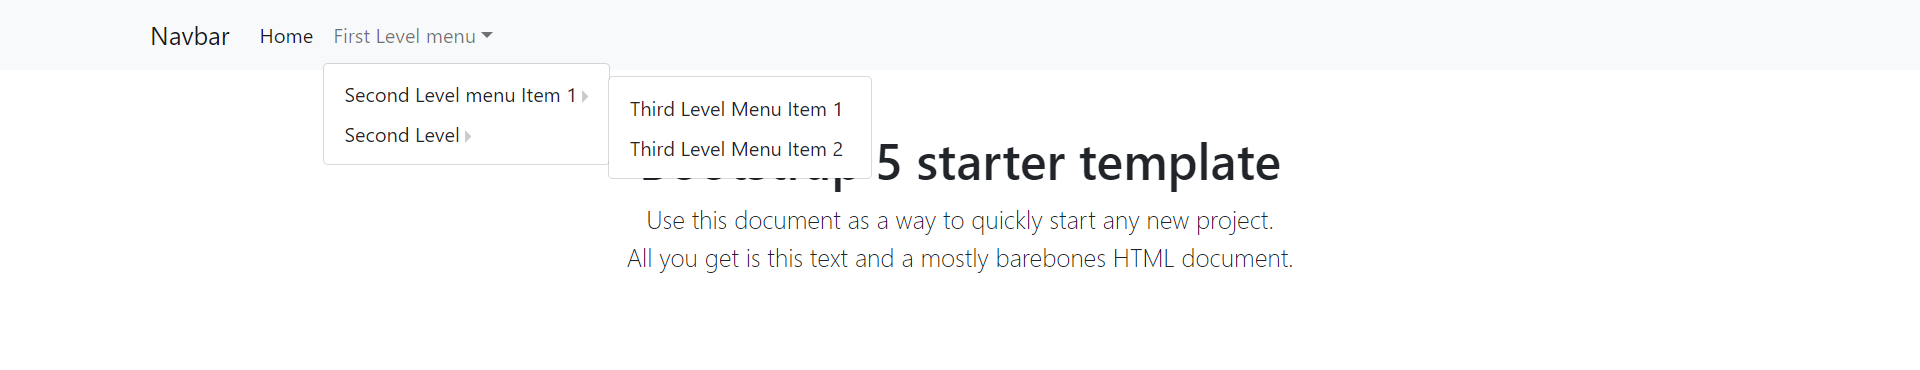 Navbar Home First Level menu
Second Level menu Item 1
Second Level
Third Level Menu Item 1
Third Level Menu Item 2
5 starter template
Use this document as a way to quickly start any new project.
All you get is this text and a mostly barebones HTML document.